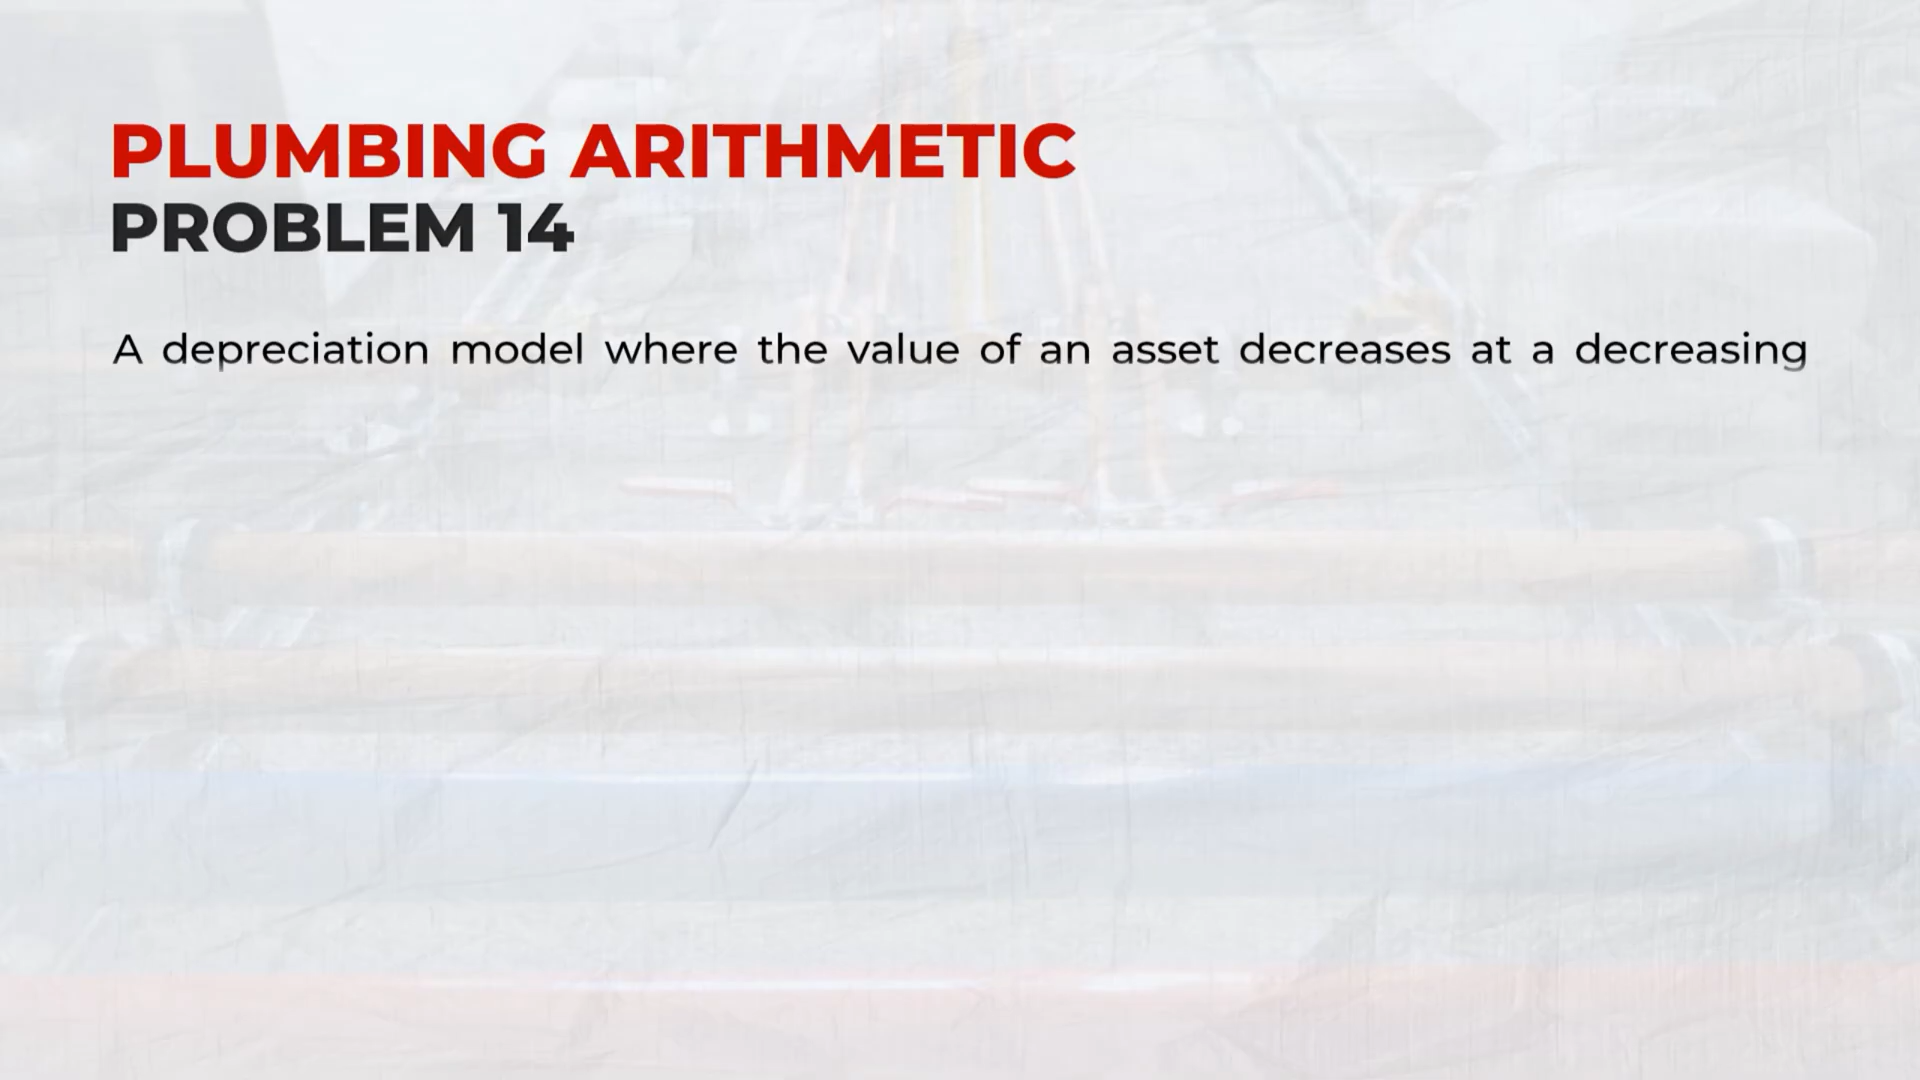 PLUMBING ARITHMETIC
PROBLEM 14
A depreciation model where the value of an asset decreases at a decreasing